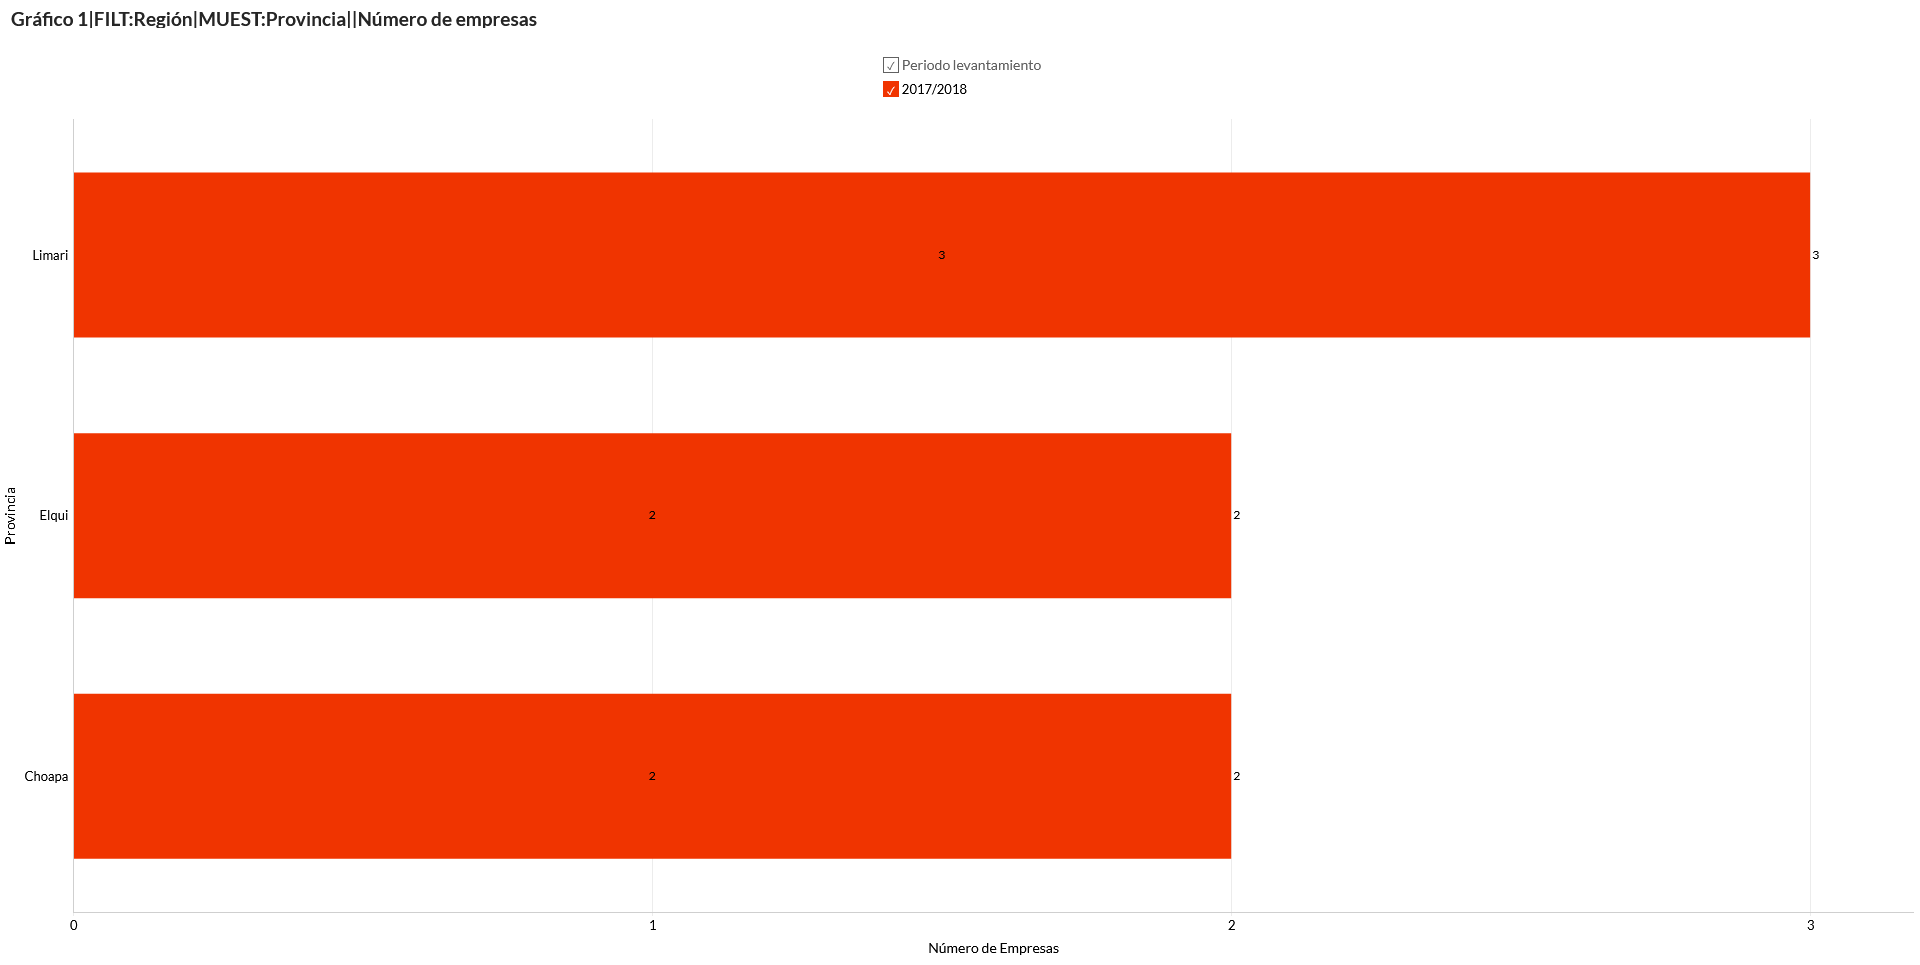 Gráfico 1|FILT:Región|MUEST:Provincia||Número de empresas
Periodo levantamiento
2017/2018
Limari
3
3
Provincia
Elqui
2
2
Choapa
2
2
0
1
2
3
Número de Empresas